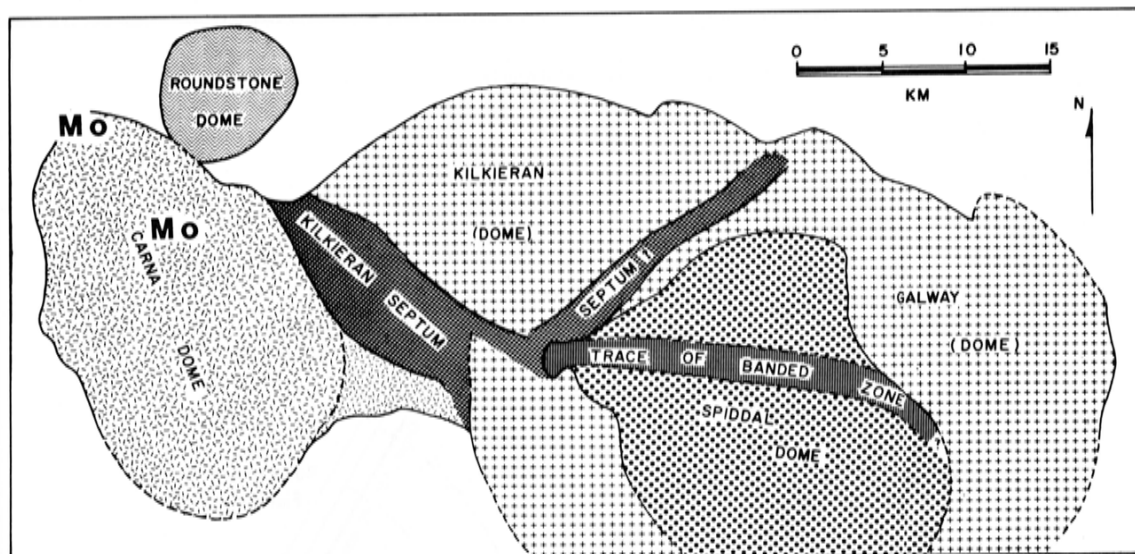 ROUNDSTONE
DOME
0 5 10 15
KM
N
Mo
KILKIERAN
(DOME)
Mo
CARNA
DOME
KILKIERAN
SEPTUM
SEPTUM ?
GALWAY
(DOME)
TRACE OF BANDED ZONE
SPIDDAL
DOME